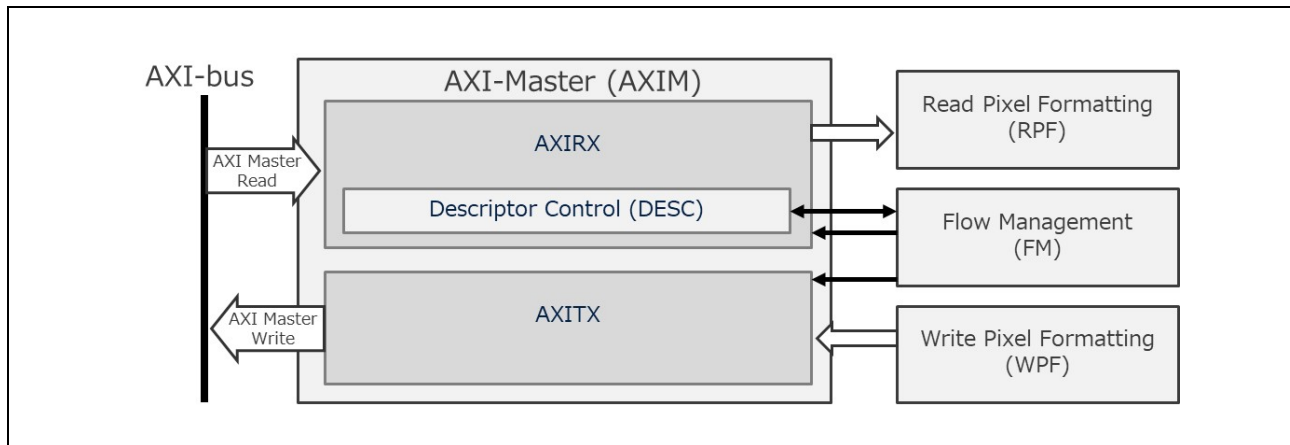 AXI-bus
AXI-Master (AXIM)
AXI Master
Read
AXIRX
Descriptor Control (DESC)
AXI Master
Write
AXITX
Read Pixel Formatting
(RPF)
Flow Management
(FM)
Write Pixel Formatting
(WPF)